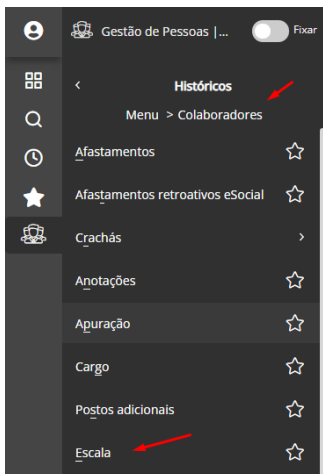 Gestão de Pessoas |...
Fixar
Históricos
Menu > Colaboradores
Afastamentos
Afastamentos retroativos eSocial
Crachás
Anotações
Apuração
Cargo
Postos adicionais
Escala